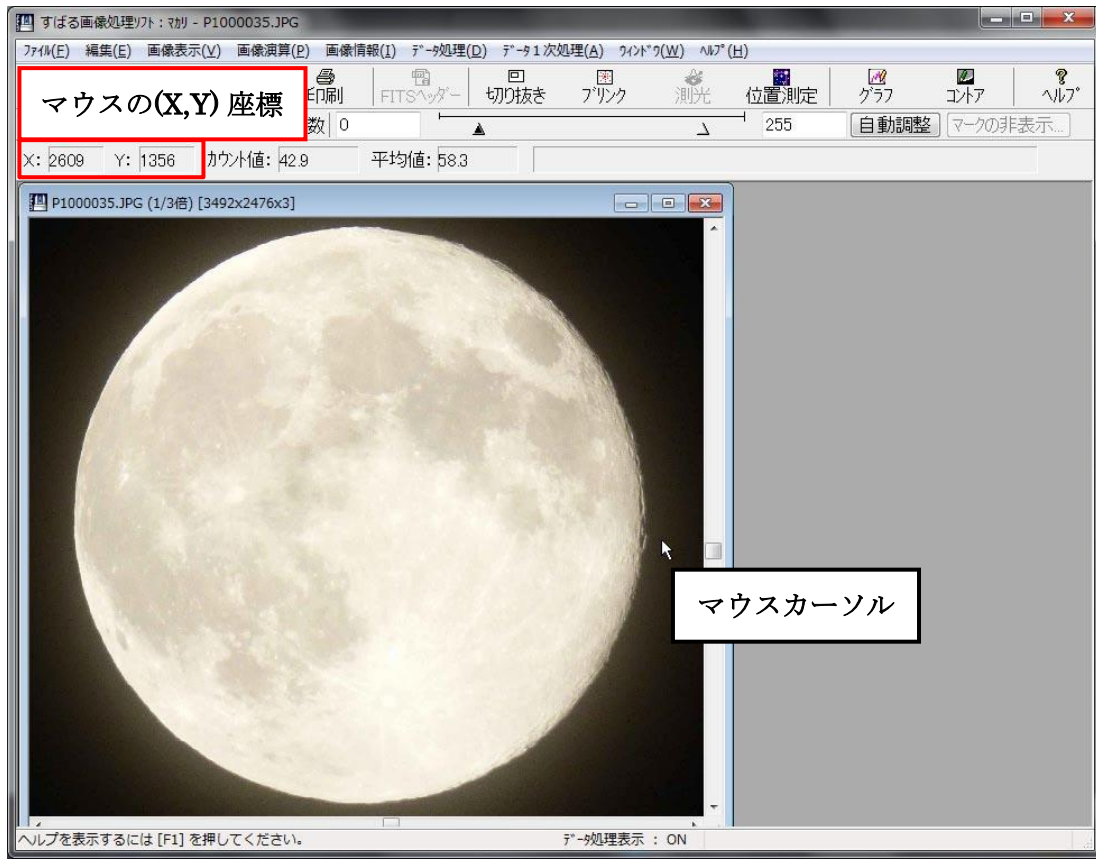 すばる画像処理ソフト：マカリ - P1000035.JPG
ファイル(F) 編集(E) 画像表示(V) 画像演算(P) 画像情報(I) データ処理(D) データ1次処理(A) ウィンドウ(W) ヘルプ(H)
マウスの(X,Y) 座標
印刷 FITSヘッダー 切り抜き ブリンク 測光 位置測定 グラフ コントア ヘルプ
数 0 255 自動調整 マークの非表示...
X: 2609 Y: 1356 カウント値: 42.9 平均値: 58.3
P1000035.JPG (1/3倍) [3492x2476x3]
マウスカーソル
ヘルプを表示するには [F1] を押してください。 データ処理表示 : ON